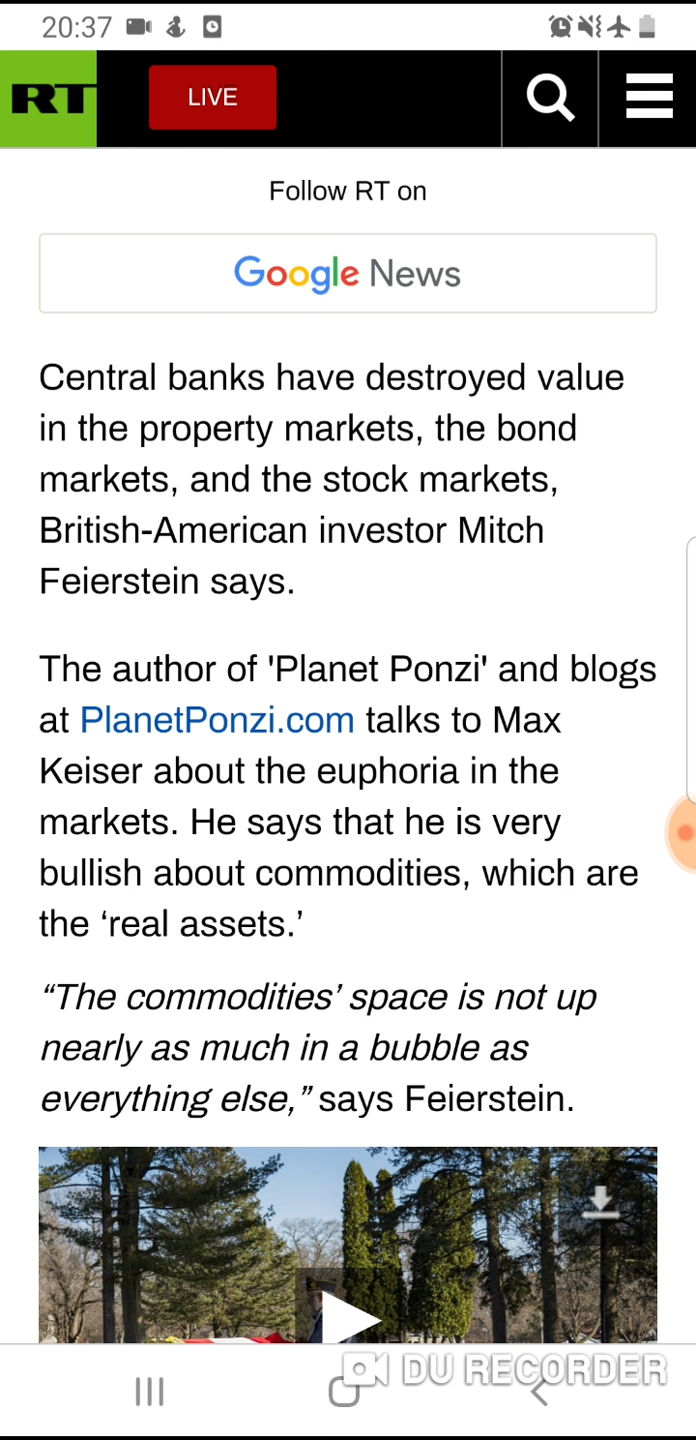 20:37
RT
LIVE
Follow RT on
Google News
Central banks have destroyed value
in the property markets, the bond
markets, and the stock markets,
British-American investor Mitch
Feierstein says.
The author of 'Planet Ponzi' and blogs
at PlanetPonzi.com talks to Max
Keiser about the euphoria in the
markets. He says that he is very
bullish about commodities, which are
the ‘real assets.’
“The commodities’ space is not up
nearly as much in a bubble as
everything else,” says Feierstein.
DU RECORDER